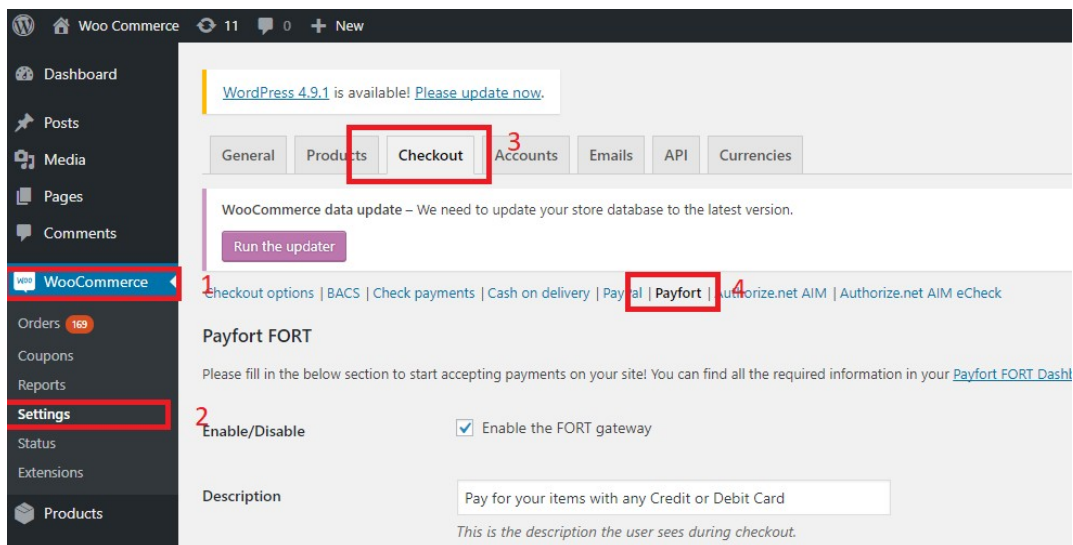 Woo Commerce 11 0 + New
Dashboard
Posts
Media
Pages
Comments
WooCommerce
1
Orders 169
Coupons
Reports
Settings
2
Status
Extensions
Products
WordPress 4.9.1 is available! Please update now.
General Products Checkout Accounts Emails API Currencies
3
WooCommerce data update – We need to update your store database to the latest version.
Run the updater
Checkout options | BACS | Check payments | Cash on delivery | PayPal | Payfort | Authorize.net AIM | Authorize.net AIM eCheck
4
Payfort FORT
Please fill in the below section to start accepting payments on your site! You can find all the required information in your Payfort FORT Dashb
Enable/Disable
Enable the FORT gateway
Description
Pay for your items with any Credit or Debit Card
This is the description the user sees during checkout.